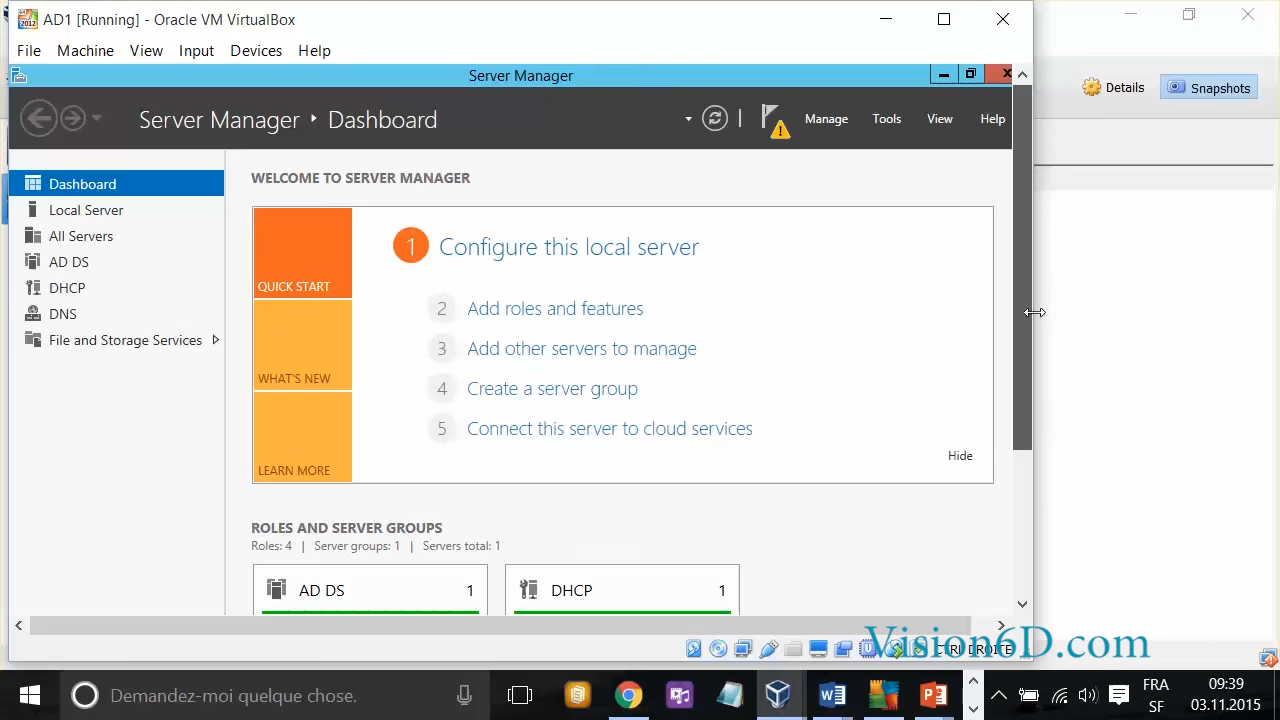 AD1 [Running] - Oracle VM VirtualBox
File Machine View Input Devices Help
Server Manager
Details Snapshots
Server Manager Dashboard
Manage Tools View Help
Dashboard
Local Server
All Servers
AD DS
DHCP
DNS
File and Storage Services
WELCOME TO SERVER MANAGER
QUICK START
WHAT'S NEW
LEARN MORE
1 Configure this local server
2 Add roles and features
3 Add other servers to manage
4 Create a server group
5 Connect this server to cloud services
Hide
ROLES AND SERVER GROUPS
Roles: 4 | Server groups: 1 | Servers total: 1
AD DS 1
DHCP 1
CTRL DROITE
Vision6D.com
Demandez-moi quelque chose.
FRA
SF
09:39
03.11.2015